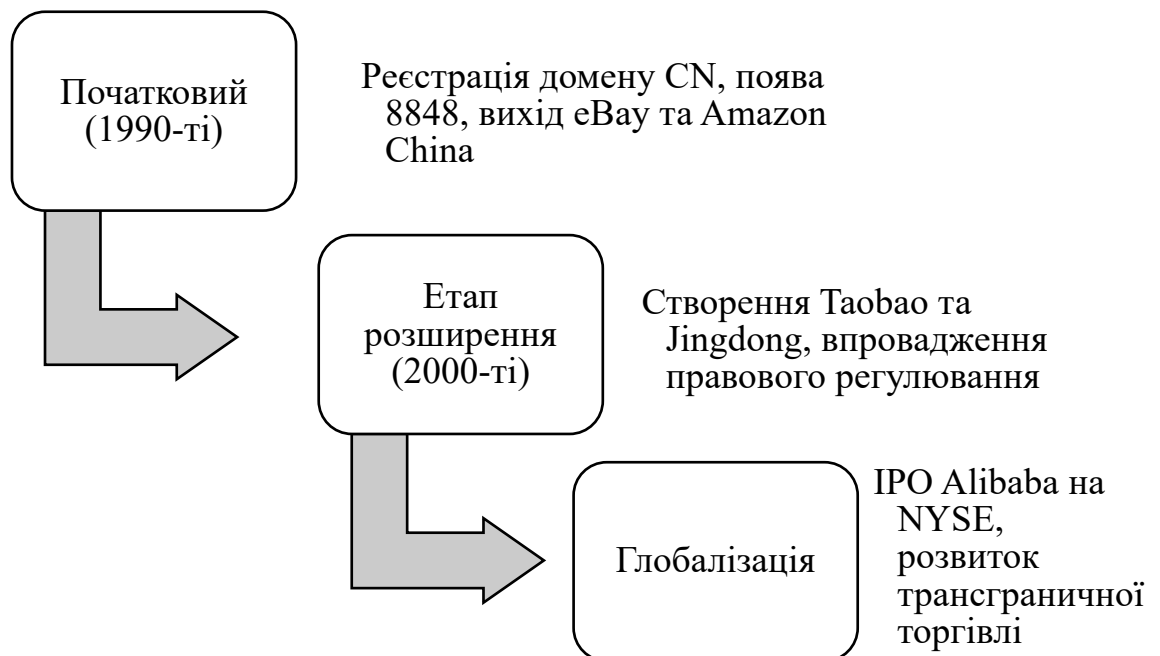 Початковий
(1990-ті)
Реєстрація домену CN, поява
8848, вихід eBay та Amazon
China
Етап
розширення
(2000-ті)
Створення Taobao та
Jingdong, впровадження
правового регулювання
Глобалізація
IPO Alibaba на
NYSE,
розвиток
трансграничної
торгівлі